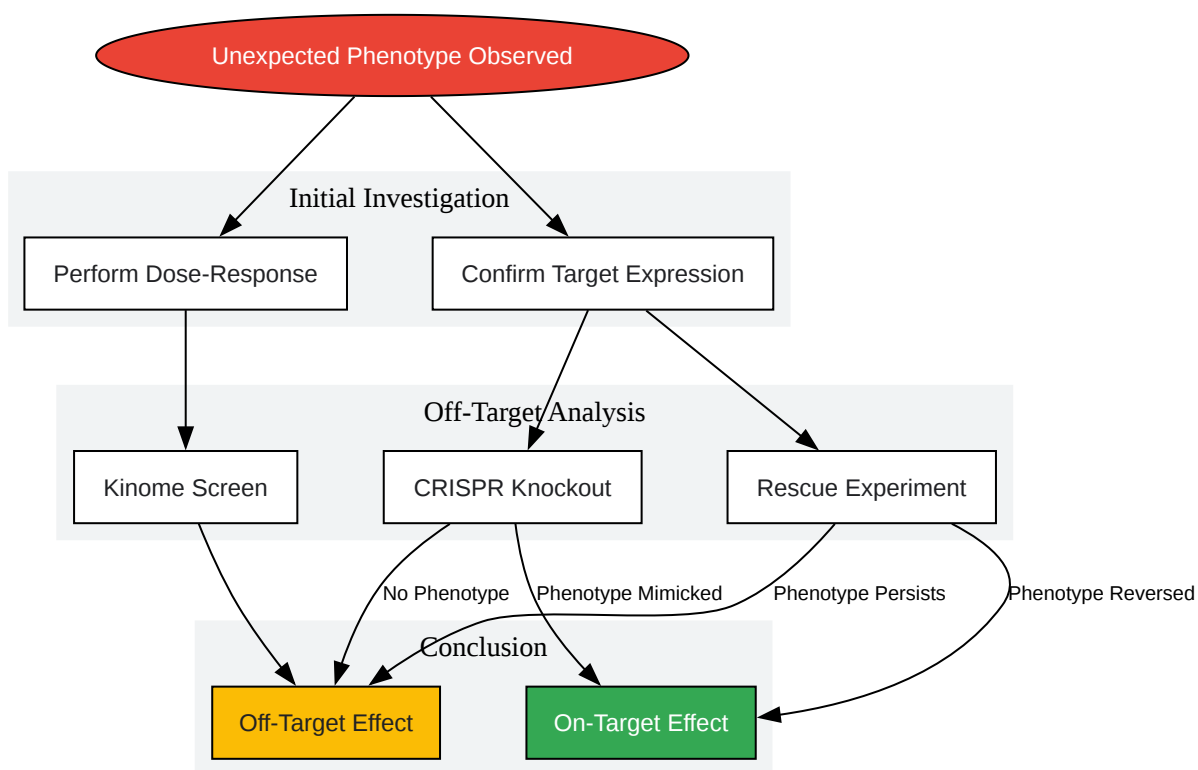 Unexpected Phenotype Observed
Initial Investigation
Perform Dose-Response
Confirm Target Expression
Off-Target Analysis
Kinome Screen
CRISPR Knockout
Rescue Experiment
No Phenotype
Phenotype Mimicked
Phenotype Persists
Phenotype Reversed
Conclusion
Off-Target Effect
On-Target Effect